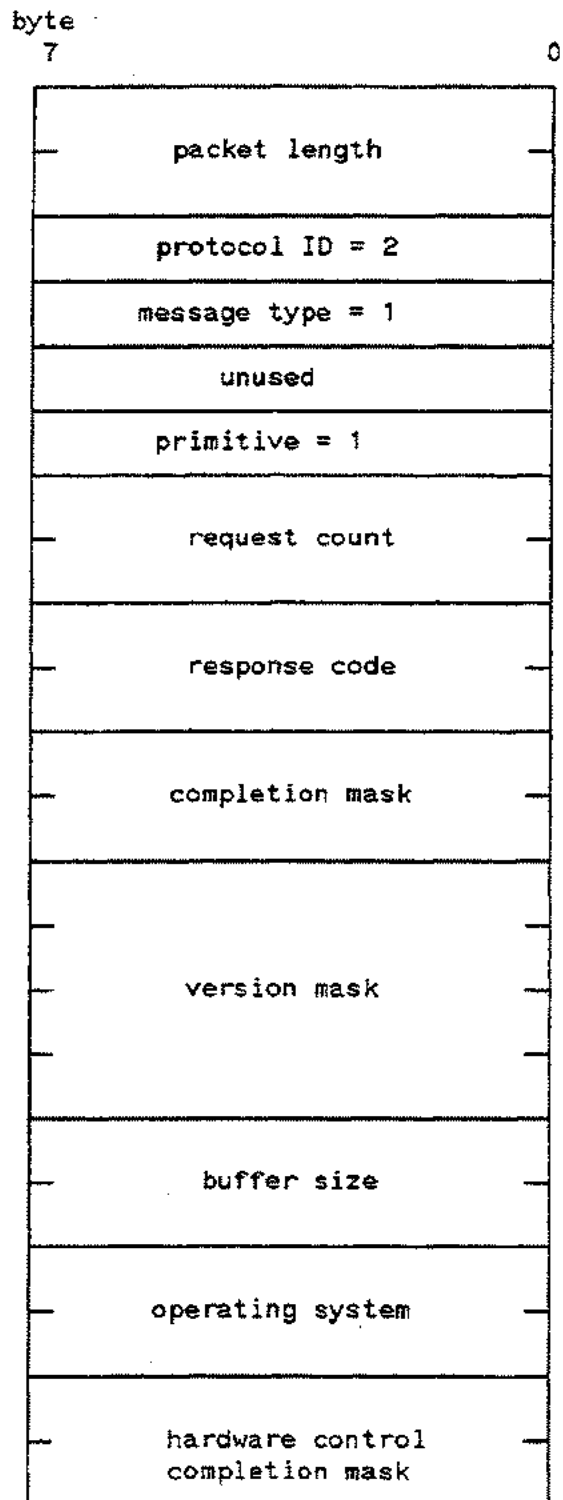 byte
7 0
packet length
protocol ID = 2
message type = 1
unused
primitive = 1
request count
response code
completion mask
version mask
buffer size
operating system
hardware control
completion mask